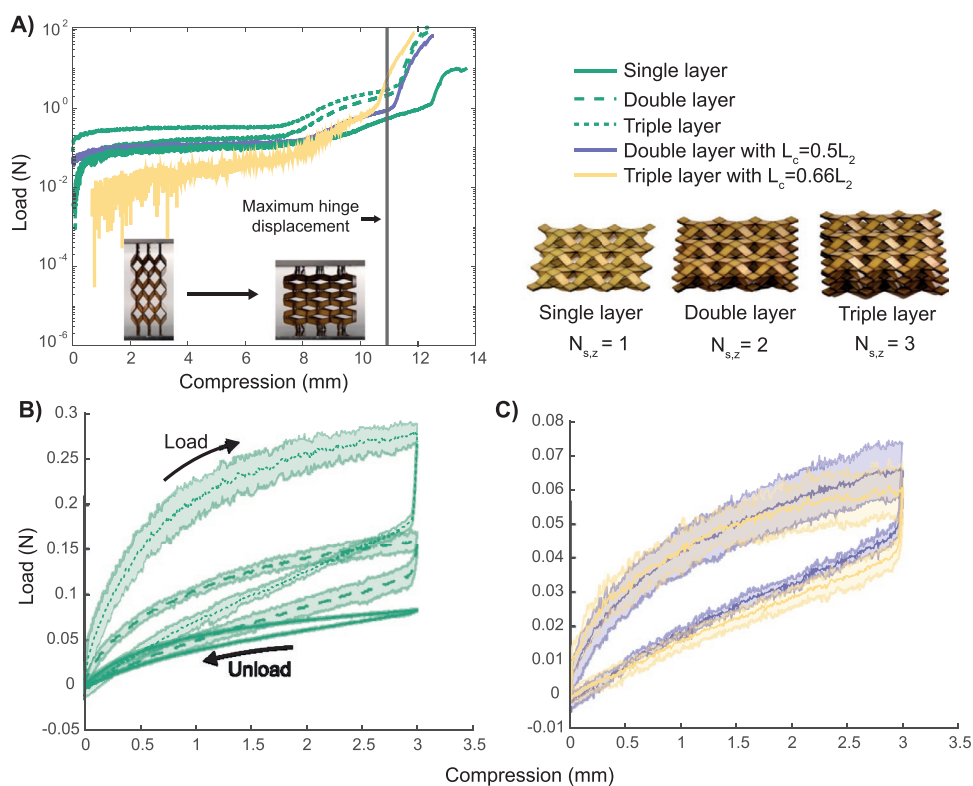 A)
Load (N)
10^2
10^0
10^-2
10^-4
10^-6
0 2 4 6 8 10 12 14
Compression (mm)
Maximum hinge
displacement
Single layer
Double layer
Triple layer
Double layer with L_c=0.5L_2
Triple layer with L_c=0.66L_2
Single layer Double layer Triple layer
N_s,z = 1 N_s,z = 2 N_s,z = 3
B)
Load (N)
0.3
0.25
0.2
0.15
0.1
0.05
0
-0.05
0 0.5 1 1.5 2 2.5 3 3.5
Load
Unload
C)
0.08
0.07
0.06
0.05
0.04
0.03
0.02
0.01
0
-0.01
0 0.5 1 1.5 2 2.5 3 3.5
Compression (mm)